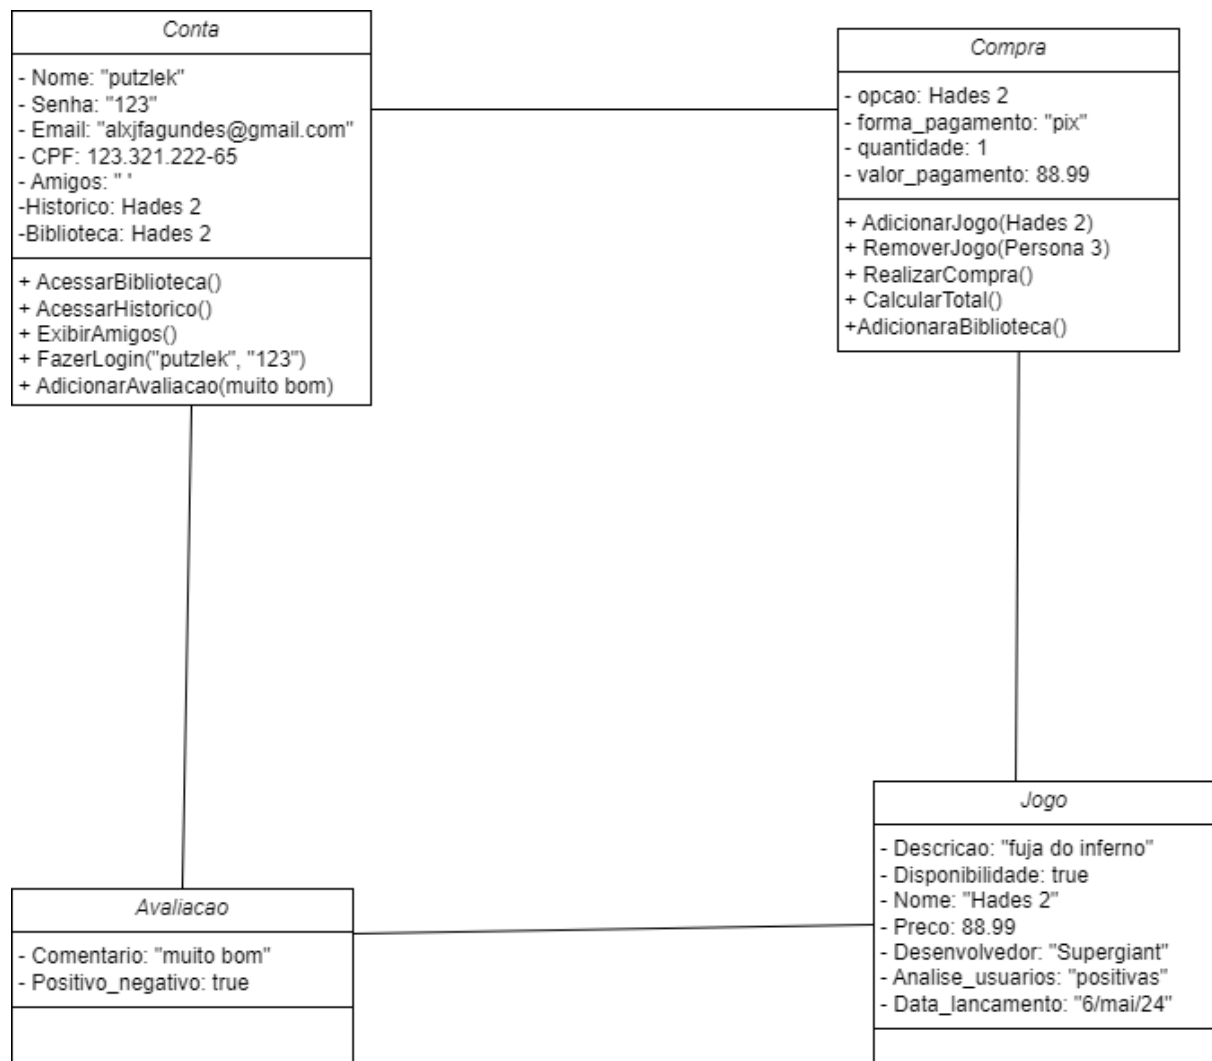 Conta
- Nome: "putzlek"
- Senha: "123"
- Email: "alxjfagundes@gmail.com"
- CPF: 123.321.222-65
- Amigos: " '
-Historico: Hades 2
-Biblioteca: Hades 2
+ AcessarBiblioteca()
+ AcessarHistorico()
+ ExibirAmigos()
+ FazerLogin("putzlek", "123")
+ AdicionarAvaliacao(muito bom)
Compra
- opcao: Hades 2
- forma_pagamento: "pix"
- quantidade: 1
- valor_pagamento: 88.99
+ AdicionarJogo(Hades 2)
+ RemoverJogo(Persona 3)
+ RealizarCompra()
+ CalcularTotal()
+AdicionaraBiblioteca()
Avaliacao
- Comentario: "muito bom"
- Positivo_negativo: true
Jogo
- Descricao: "fuja do inferno"
- Disponibilidade: true
- Nome: "Hades 2"
- Preco: 88.99
- Desenvolvedor: "Supergiant"
- Analise_usuarios: "positivas"
- Data_lancamento: "6/mai/24"